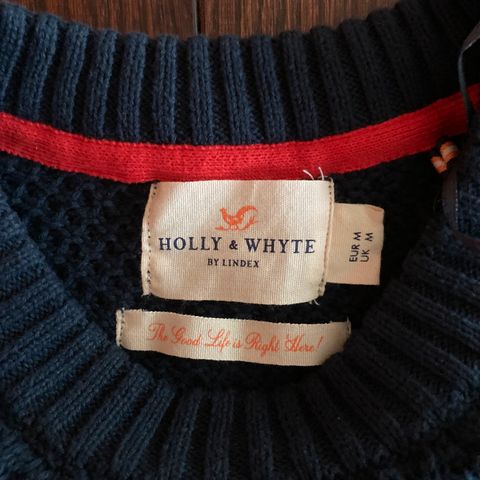 HOLLY & WHYTE
BY LINDEX
EUR M
UK M
The Good Life is Right Here!